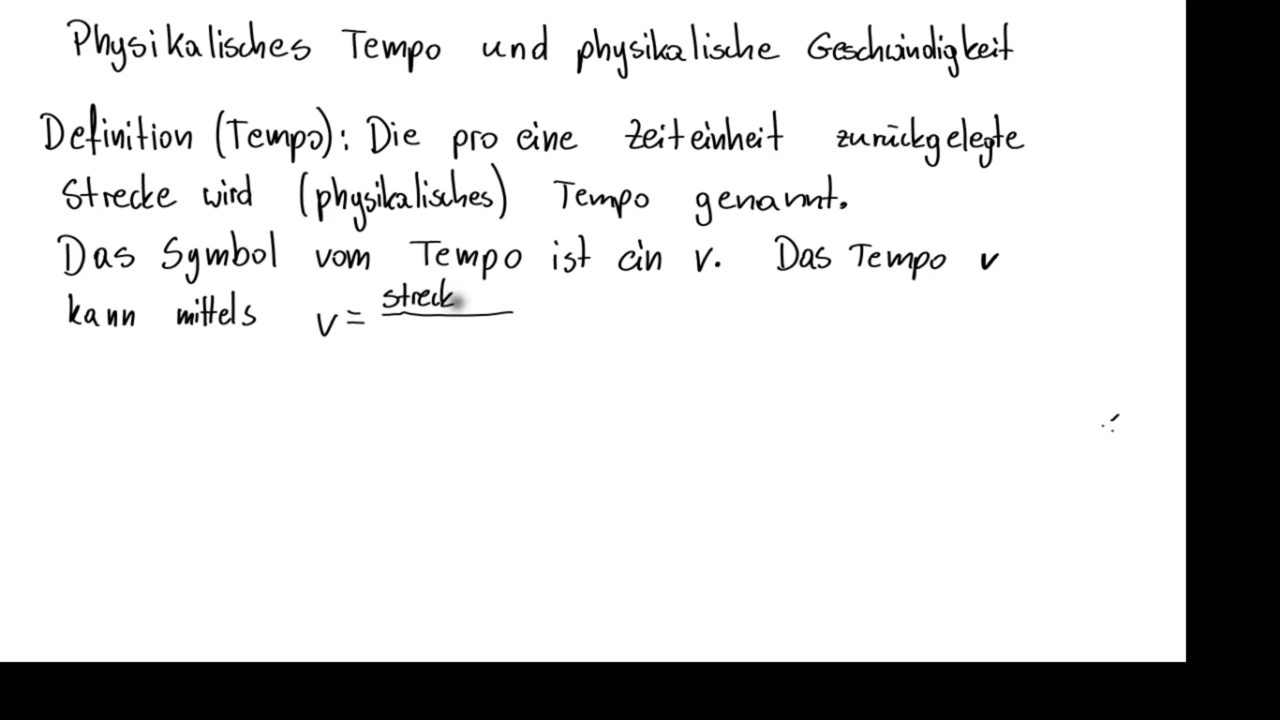 Physikalisches Tempo und physikalische Geschwindigkeit
Definition (Tempo): Die pro eine Zeiteinheit zurückgelegte
Strecke wird (physikalisches) Tempo genannt.
Das Symbol vom Tempo ist ein v. Das Tempo v
kann mittels v = streck